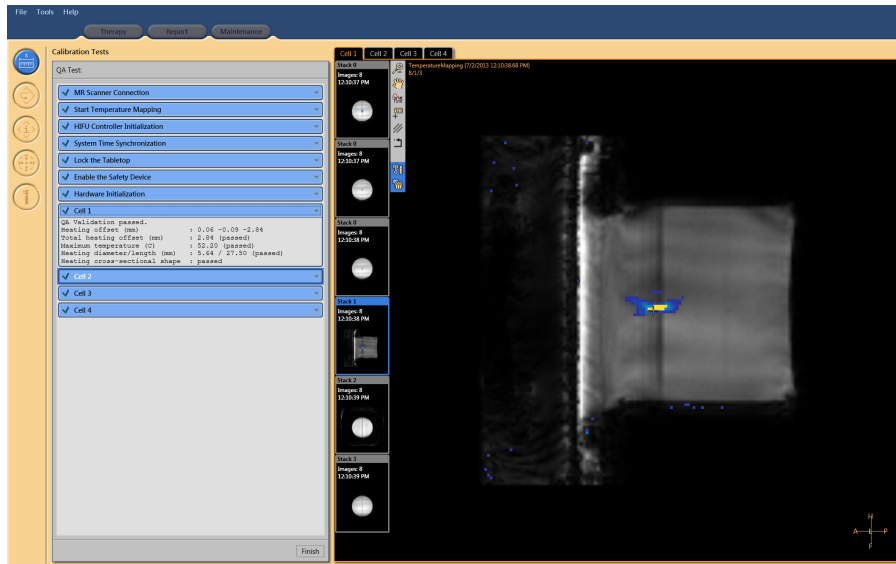 File Tools Help
Therapy Report Maintenance
Calibration Tests
QA Test:
MR Scanner Connection
Start Temperature Mapping
HIFU Controller Initialization
System Time Synchronization
Lock the Tabletop
Enable the Safety Device
Hardware Initialization
Cell 1
QA Validation passed.
Heating offset (mm) : 0.06 -0.09 -2.84
Total heating offset (mm) : 2.84 (passed)
Maximum temperature (C) : 52.20 (passed)
Heating diameter/length (mm) : 5.64 / 27.50 (passed)
Heating cross-sectional shape : passed
Cell 2
Cell 3
Cell 4
Finish
Cell 1 Cell 2 Cell 3 Cell 4
Stack 0
Images: 8
12:10:37 PM
Stack 0
Images: 8
12:10:37 PM
Stack 0
Images: 8
12:10:38 PM
Stack 1
Images: 8
12:10:38 PM
Stack 2
Images: 8
12:10:39 PM
Stack 3
Images: 8
12:10:39 PM
TemperatureMapping (7/2/2013 12:10:38.68 PM)
8/1/3
H
A L P
F